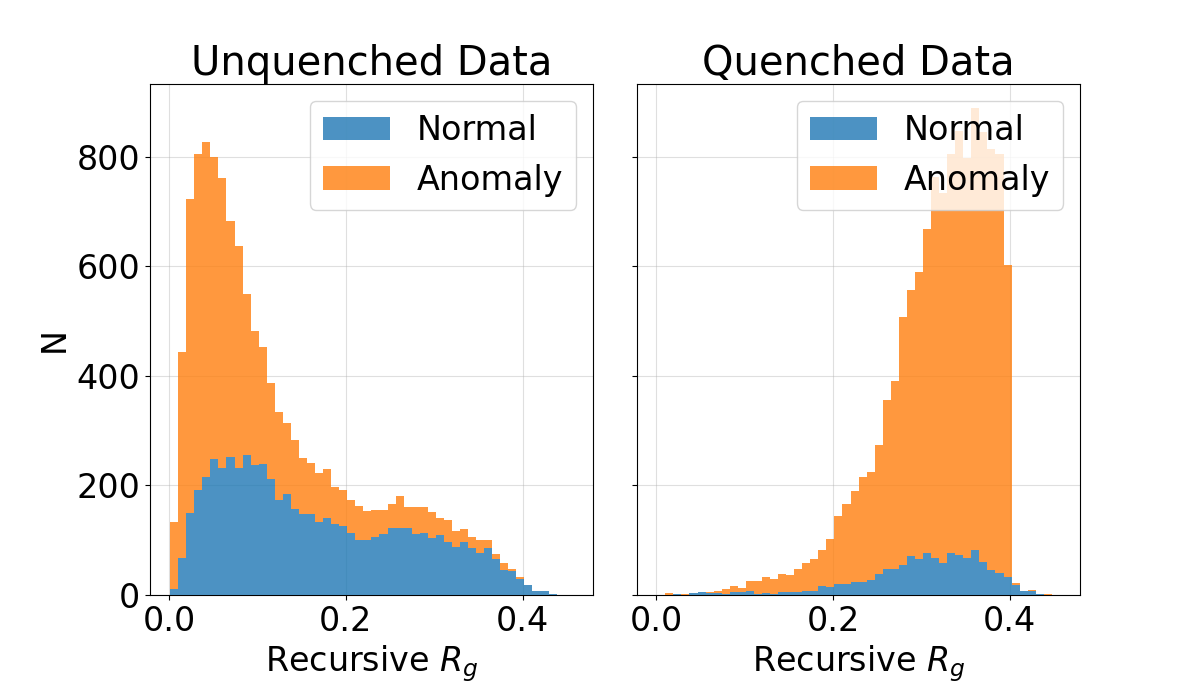 Unquenched Data
Quenched Data
Normal
Anomaly
Normal
Anomaly
N
800
600
400
200
0
0.0 0.2 0.4
0.0 0.2 0.4
Recursive $R_g$
Recursive $R_g$